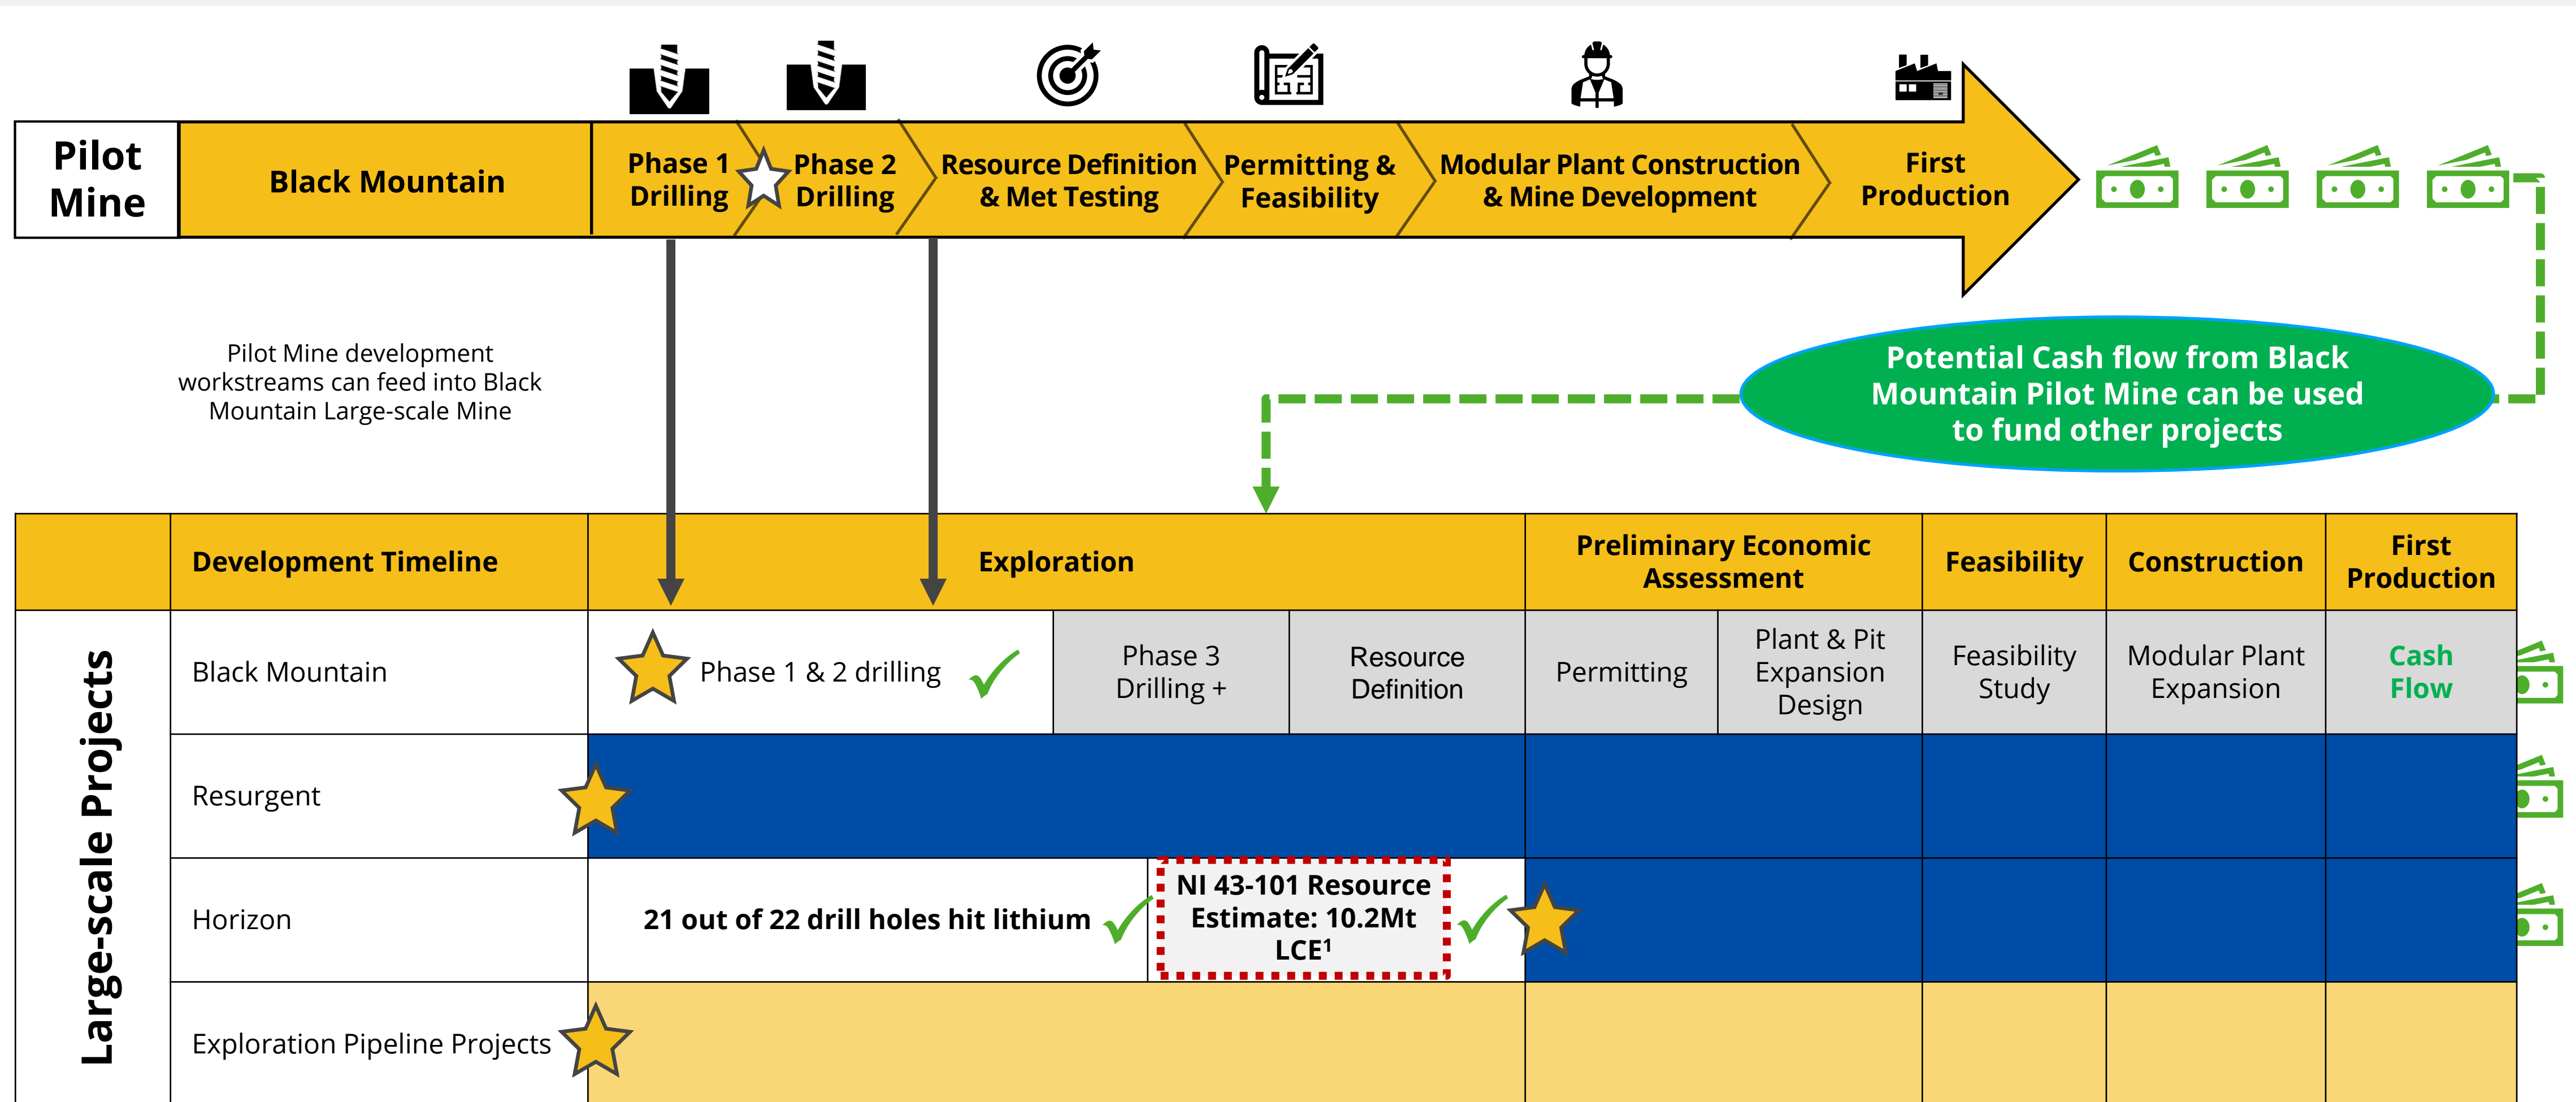 Pilot
Mine
Black Mountain
Phase 1
Drilling
Phase 2
Drilling
Resource Definition
& Met Testing
Permitting &
Feasibility
Modular Plant Construction
& Mine Development
First
Production
Pilot Mine development
workstreams can feed into Black
Mountain Large-scale Mine
Potential Cash flow from Black
Mountain Pilot Mine can be used
to fund other projects
Development Timeline
Exploration
Preliminary Economic
Assessment
Feasibility
Construction
First
Production
Large-scale Projects
Black Mountain
Phase 1 & 2 drilling
Phase 3
Drilling +
Resource
Definition
Permitting
Plant & Pit
Expansion
Design
Feasibility
Study
Modular Plant
Expansion
Cash
Flow
Resurgent
Horizon
21 out of 22 drill holes hit lithium
NI 43-101 Resource
Estimate: 10.2Mt
LCE¹
Exploration Pipeline Projects